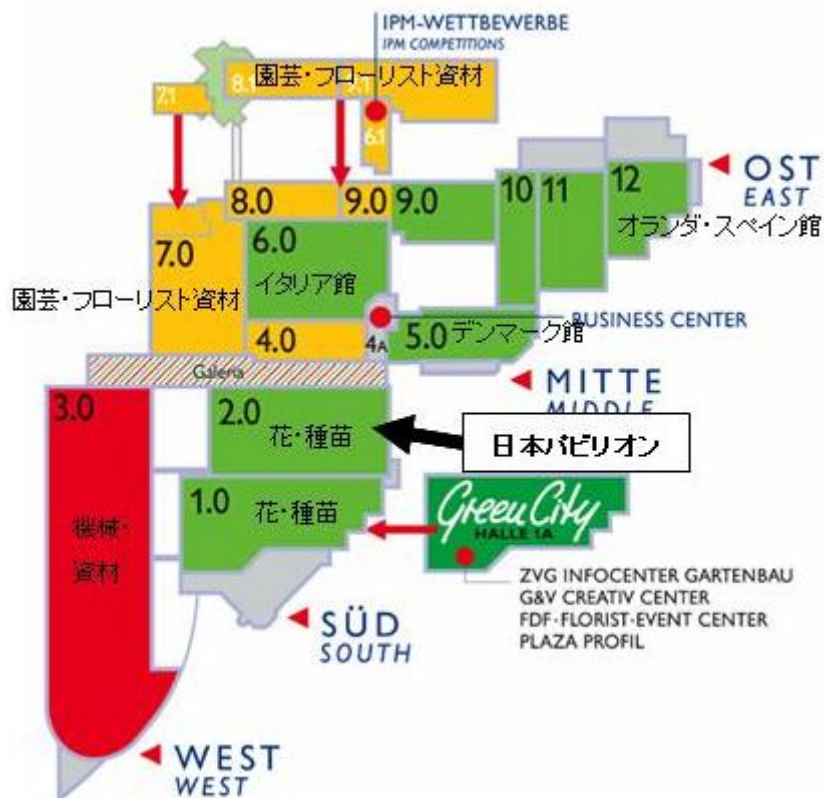 IPM-WETTBEWERBE
IPM COMPETITIONS
園芸・フローリスト資材
7.1
8.1
9.1
6.1
OST
EAST
10
11
12
オランダ・スペイン館
8.0
9.0
9.0
7.0
6.0
イタリア館
園芸・フローリスト資材
4.0
4A
5.0
デンマーク館
BUSINESS CENTER
Galeria
MITTE
MIDDLE
3.0
2.0
花・種苗
日本パビリオン
1.0
花・種苗
機械・
資材
Green City
HALLE 1A
ZVG INFOCENTER GARTENBAU
G&V CREATIV CENTER
FDF·FLORIST·EVENT CENTER
PLAZA PROFIL
SÜD
SOUTH
WEST
WEST